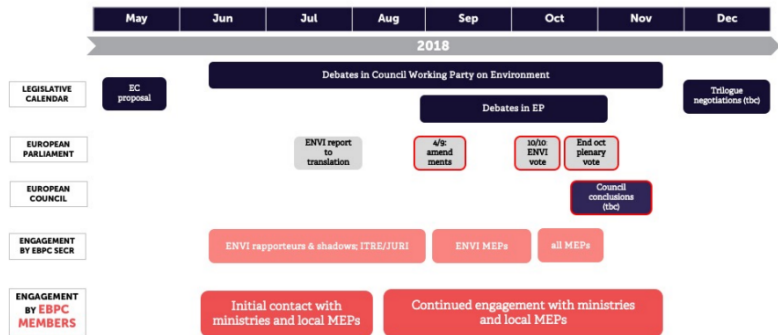 May Jun Jul Aug Sep Oct Nov Dec
2018
LEGISLATIVE
CALENDAR
EC
proposal
Debates in Council Working Party on Environment
Debates in EP
Trilogue
negotiations (tbc)
EUROPEAN
PARLIAMENT
ENVI report
to
translation
4/9:
amend
ments
10/10:
ENVI
vote
End oct
plenary
vote
EUROPEAN
COUNCIL
Council
conclusions
(tbc)
ENGAGEMENT
BY EBPC SECR
ENVI rapporteurs & shadows; ITRE/JURI
ENVI MEPs
all MEPs
ENGAGEMENT
BY EBPC
MEMBERS
Initial contact with
ministries and local MEPs
Continued engagement with ministries
and local MEPs